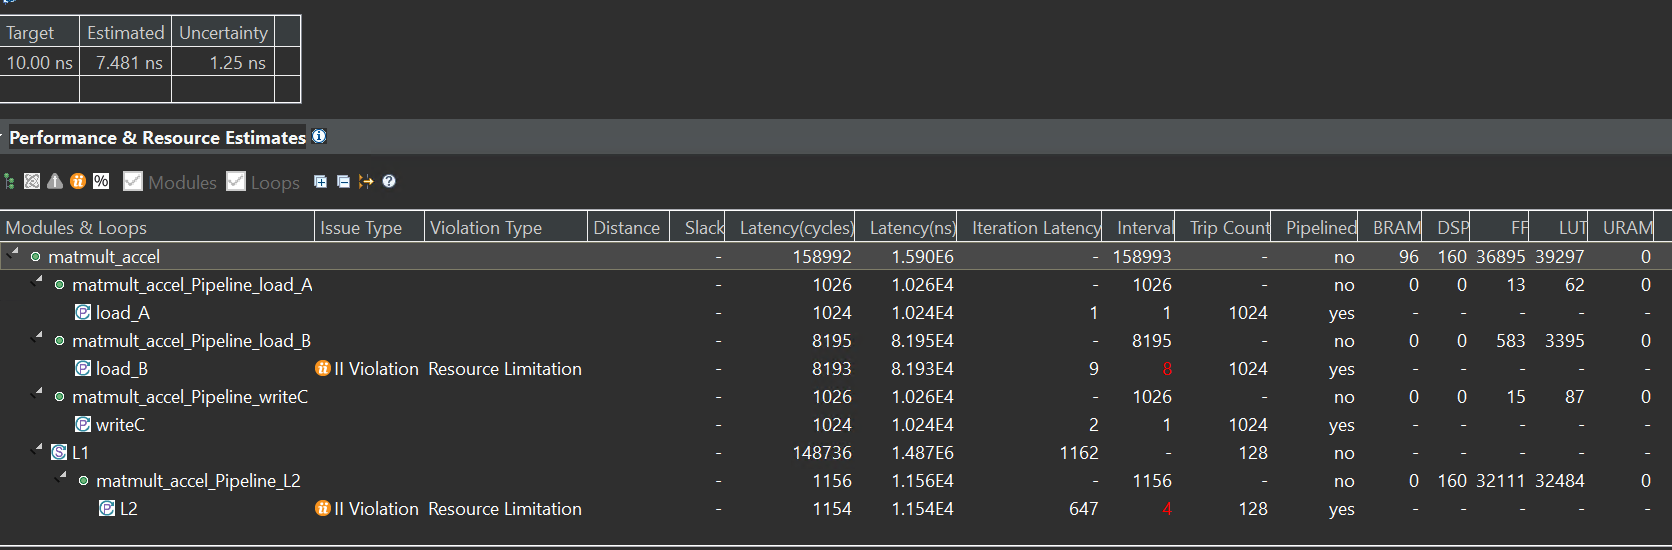 Target Estimated Uncertainty
10.00 ns 7.481 ns 1.25 ns
Performance & Resource Estimates
% Modules Loops
Modules & Loops Issue Type Violation Type Distance Slack Latency(cycles) Latency(ns) Iteration Latency Interval Trip Count Pipelined BRAM DSP FF LUT URAM
matmult_accel - 158992 1.590E6 - 158993 - no 96 160 36895 39297 0
matmult_accel_Pipeline_load_A - 1026 1.026E4 - 1026 - no 0 0 13 62 0
load_A - 1024 1.024E4 1 1 1024 yes - - - - -
matmult_accel_Pipeline_load_B - 8195 8.195E4 - 8195 - no 0 0 583 3395 0
load_B II Violation Resource Limitation - 8193 8.193E4 9 8 1024 yes - - - - -
matmult_accel_Pipeline_writeC - 1026 1.026E4 - 1026 - no 0 0 15 87 0
writeC - 1024 1.024E4 2 1 1024 yes - - - - -
L1 - 148736 1.487E6 1162 - 128 no - - - - -
matmult_accel_Pipeline_L2 - 1156 1.156E4 - 1156 - no 0 160 32111 32484 0
L2 II Violation Resource Limitation - 1154 1.154E4 647 4 128 yes - - - - -